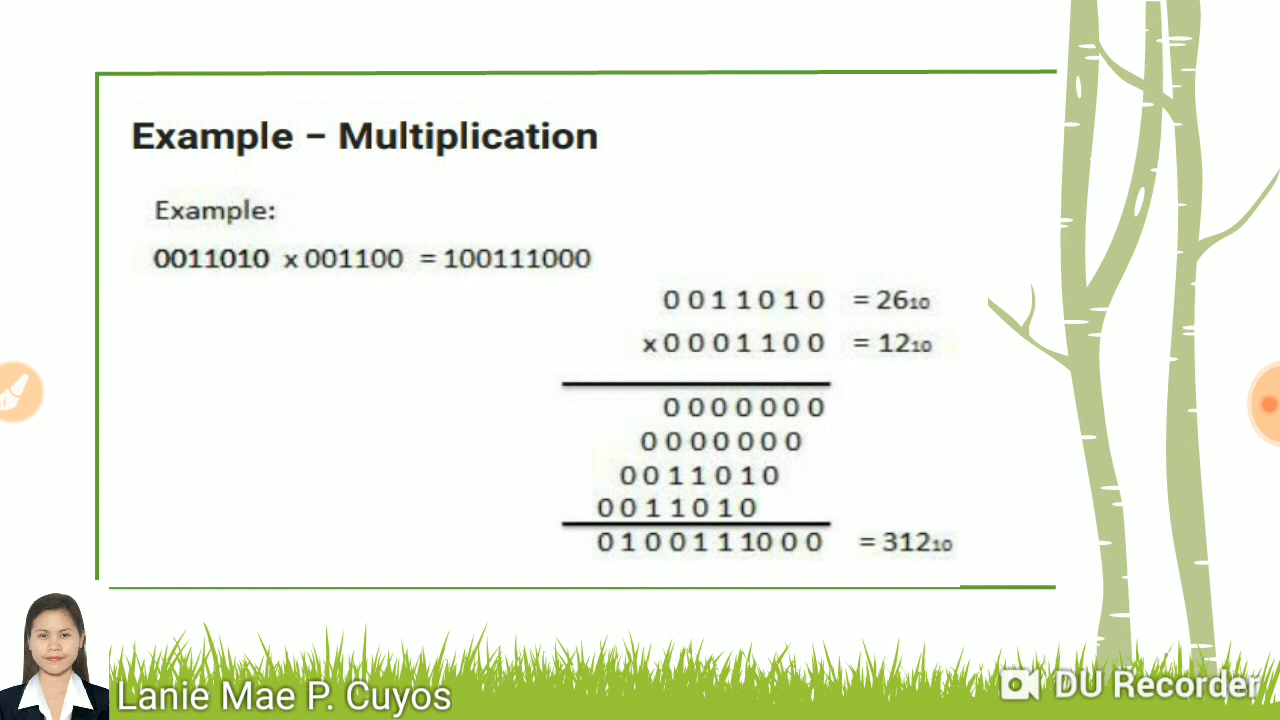 Example – Multiplication
Example:
0011010 x 001100 = 100111000
0 0 1 1 0 1 0 = 26₁₀
x 0 0 0 1 1 0 0 = 12₁₀
0 0 0 0 0 0 0
0 0 0 0 0 0 0
0 0 1 1 0 1 0
0 0 1 1 0 1 0
0 1 0 0 1 1 10 0 0 = 312₁₀
Lanie Mae P. Cuyos
DU Recorder